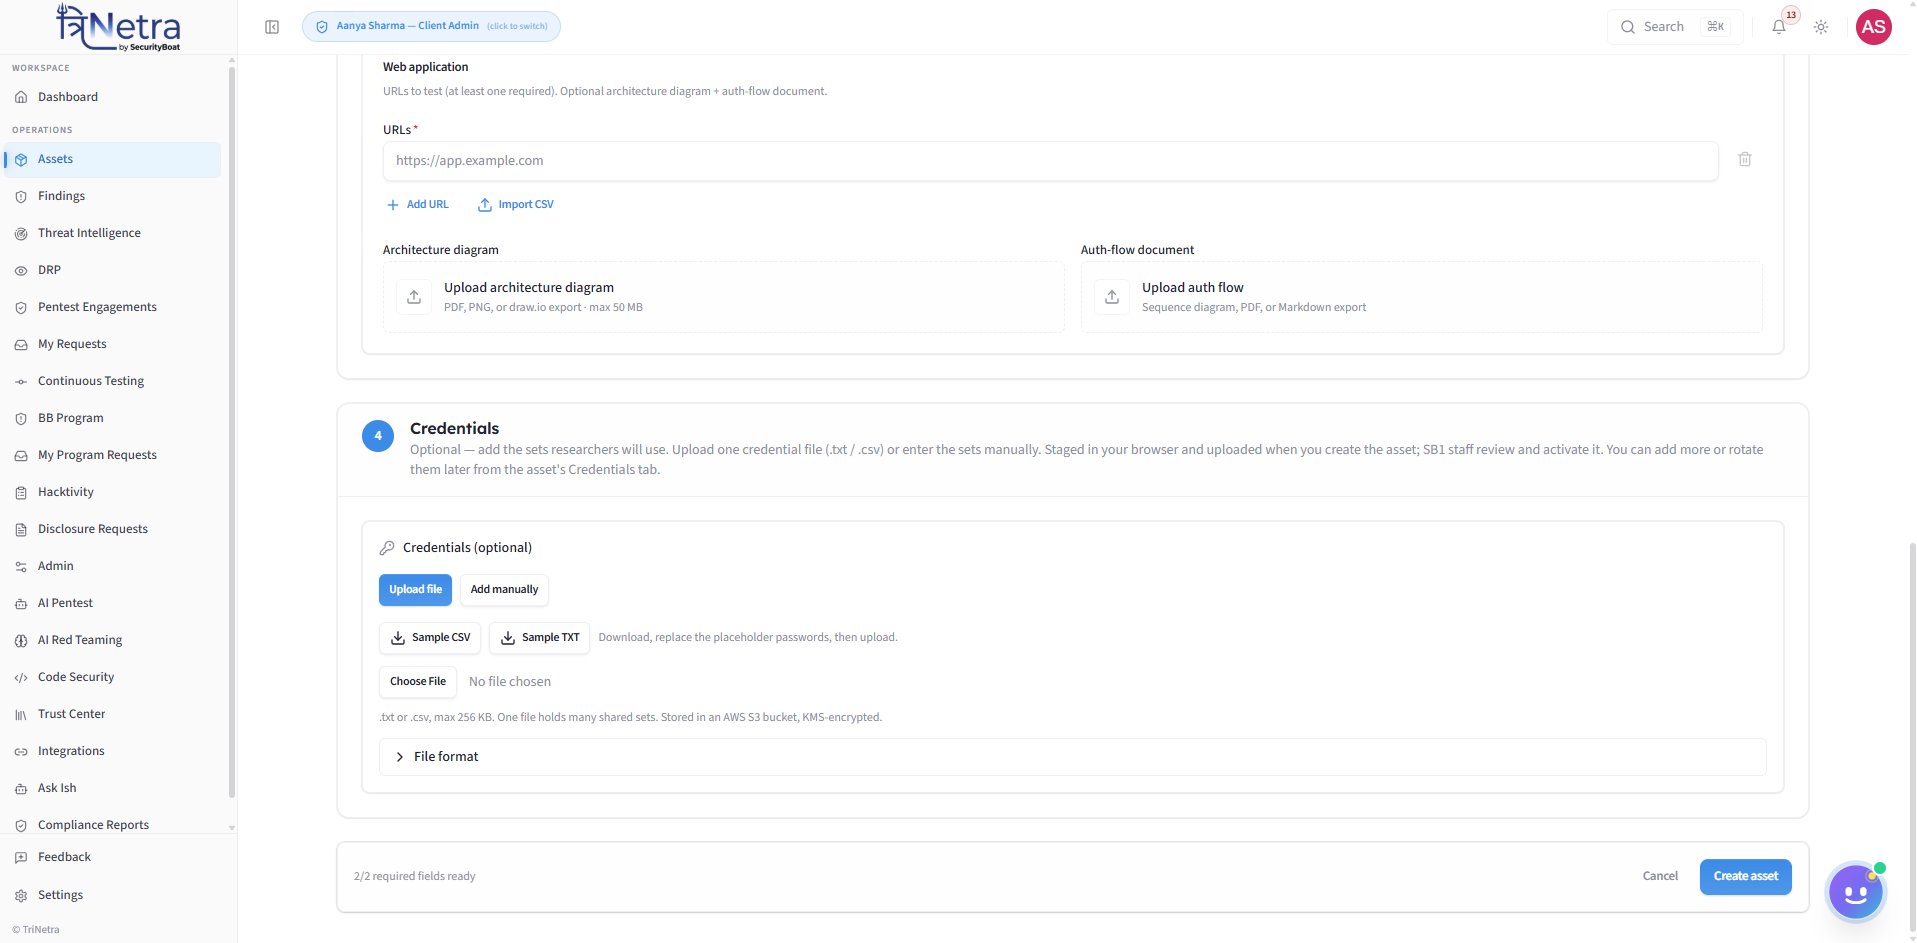 त्रिNetra
by SecurityBoat
Aanya Sharma — Client Admin (click to switch)
Search ⌘K
13
AS
WORKSPACE
Dashboard
OPERATIONS
Assets
Findings
Threat Intelligence
DRP
Pentest Engagements
My Requests
Continuous Testing
BB Program
My Program Requests
Hacktivity
Disclosure Requests
Admin
AI Pentest
AI Red Teaming
Code Security
Trust Center
Integrations
Ask Ish
Compliance Reports
Feedback
Settings
© TriNetra
Web application
URLs to test (at least one required). Optional architecture diagram + auth-flow document.
URLs *
https://app.example.com
Add URL
Import CSV
Architecture diagram
Upload architecture diagram
PDF, PNG, or draw.io export · max 50 MB
Auth-flow document
Upload auth flow
Sequence diagram, PDF, or Markdown export
4
Credentials
Optional — add the sets researchers will use. Upload one credential file (.txt / .csv) or enter the sets manually. Staged in your browser and uploaded when you create the asset; SB1 staff review and activate it. You can add more or rotate
them later from the asset's Credentials tab.
Credentials (optional)
Upload file
Add manually
Sample CSV
Sample TXT
Download, replace the placeholder passwords, then upload.
Choose File
No file chosen
.txt or .csv, max 256 KB. One file holds many shared sets. Stored in an AWS S3 bucket, KMS-encrypted.
File format
2/2 required fields ready
Cancel
Create asset